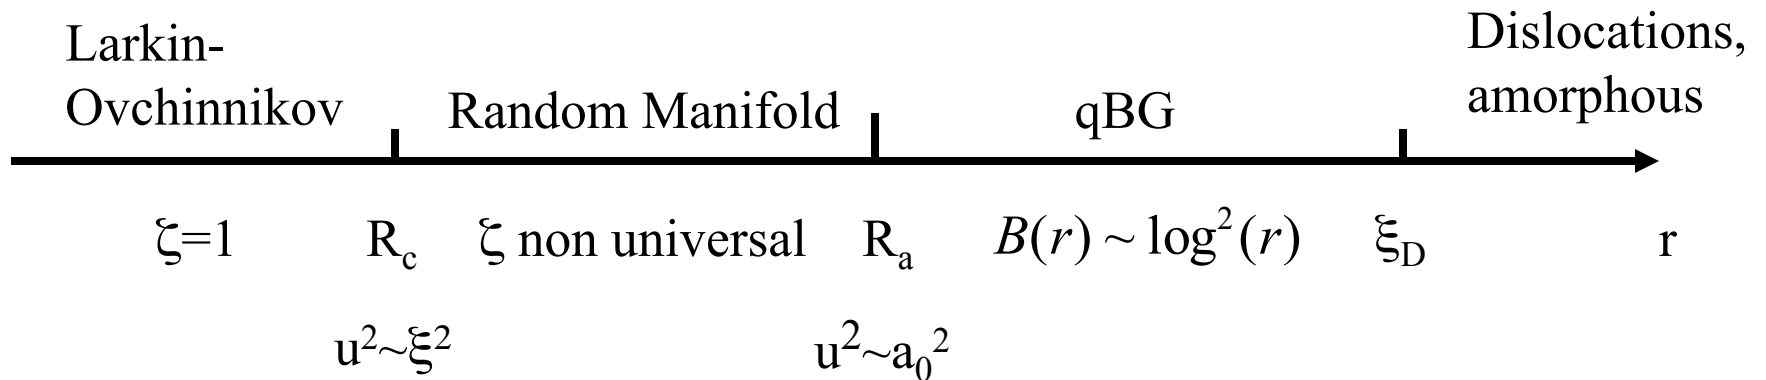 Larkin-
Ovchinnikov
Random Manifold
qBG
Dislocations,
amorphous
ζ=1
R_c
ζ non universal
R_a
B(r) ~ log²(r)
ξ_D
r
u²~ξ²
u²~a₀²